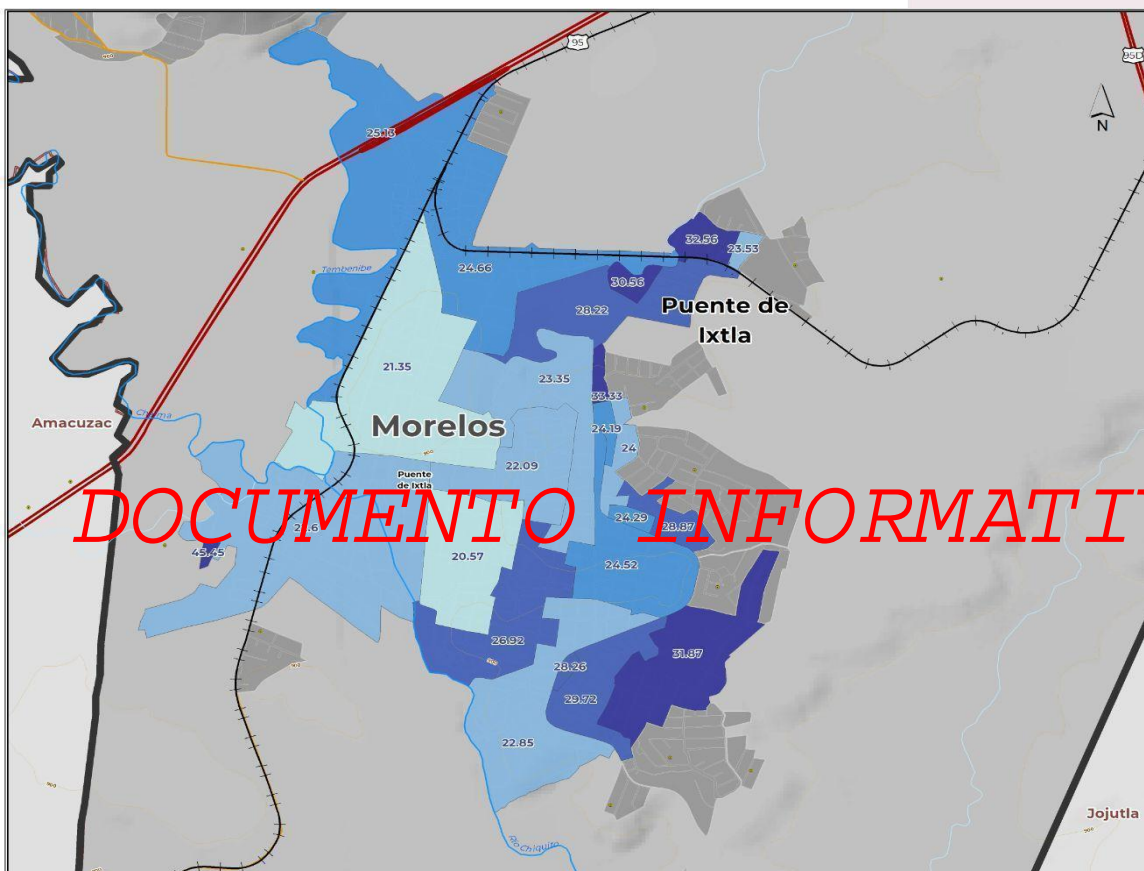 95
95D
N
25.13
32.56
23.53
Tembembe
24.66
30.56
28.22
Puente de
Ixtla
21.35
23.35
33.33
Amacuzac
Morelos
24.19
24
22.09
Puente
de Ixtla
DOCUMENTO INFORMATI
24.29
28.87
45.45
20.57
24.52
26.92
31.87
28.26
29.72
22.85
Jojutla
Río Chiquito
900